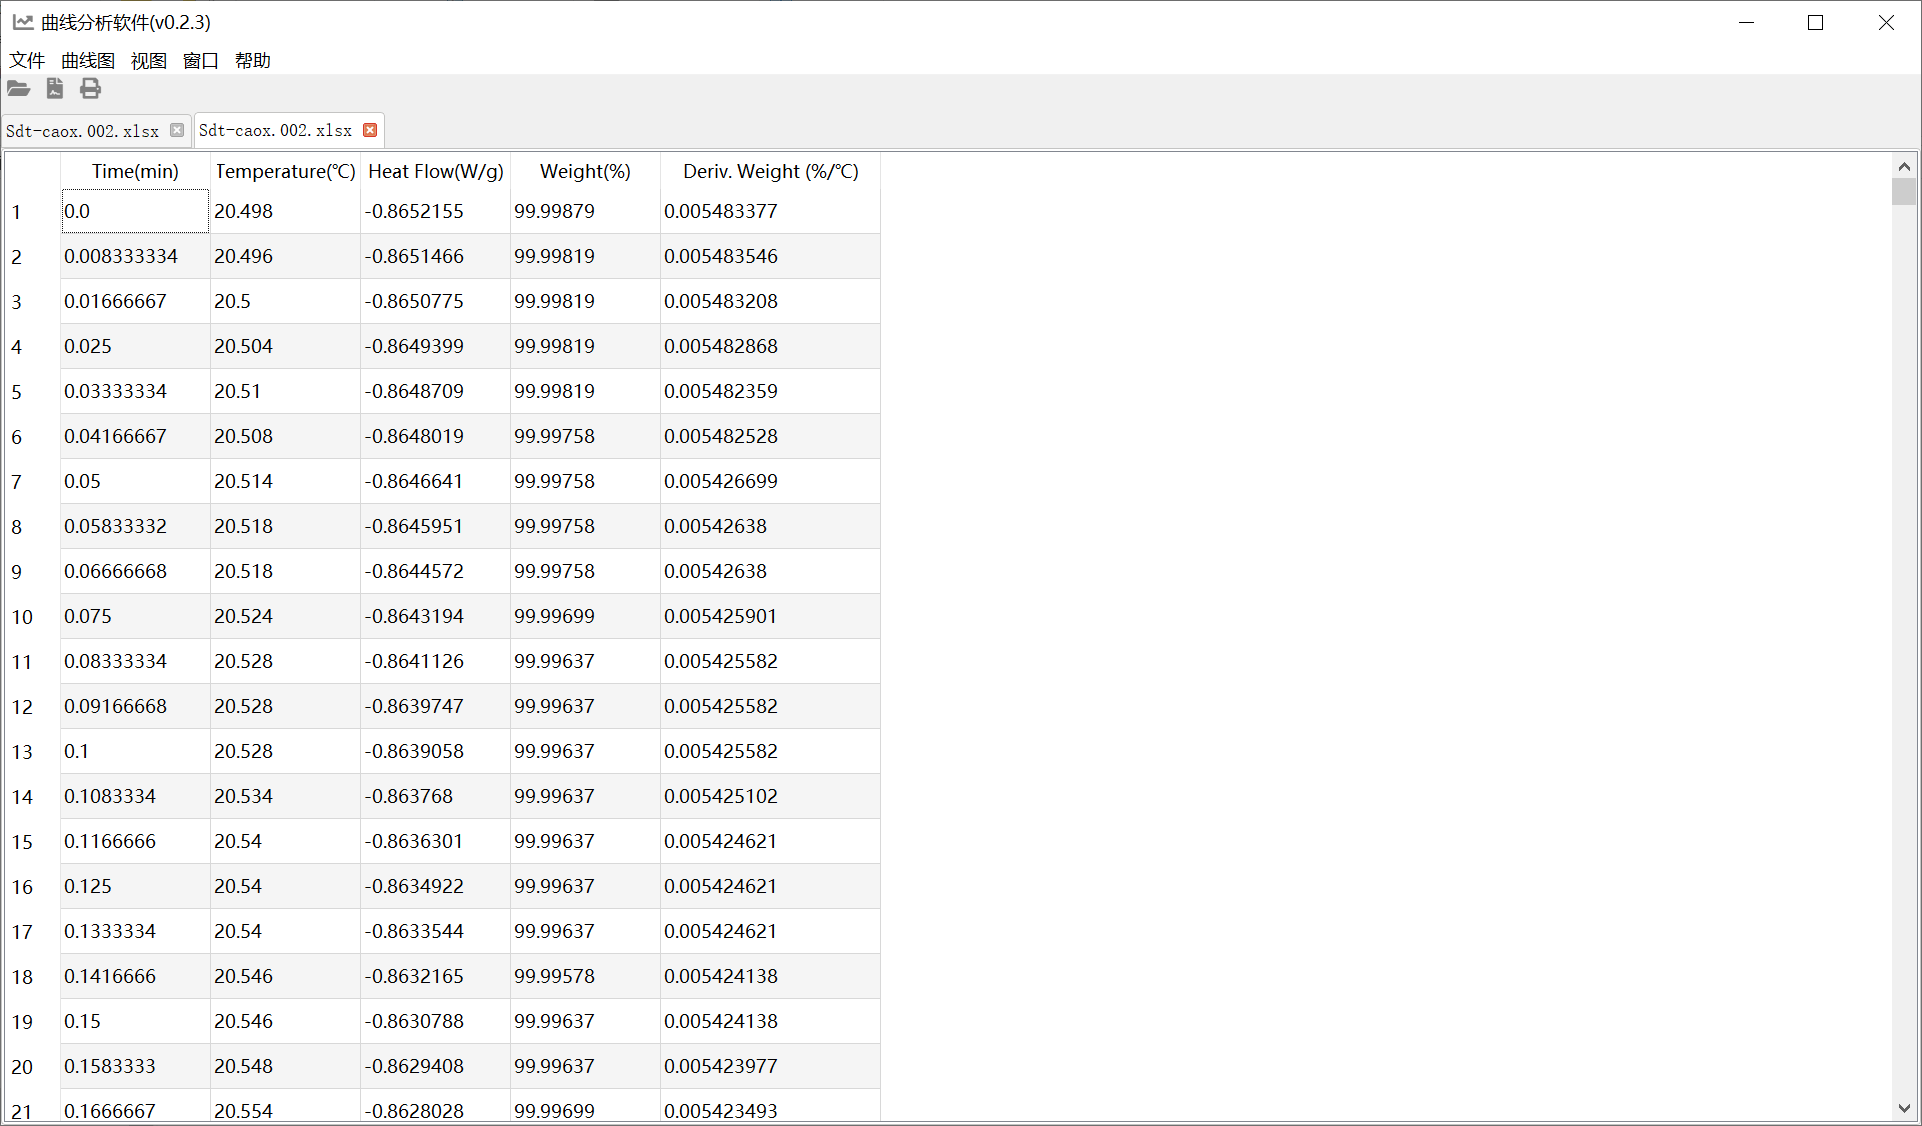 曲线分析软件(v0.2.3)
文件 曲线图 视图 窗口 帮助
Sdt-caox.002.xlsx Sdt-caox.002.xlsx
Time(min) Temperature(℃) Heat Flow(W/g) Weight(%) Deriv. Weight (%/℃)
1 0.0 20.498 -0.8652155 99.99879 0.005483377
2 0.008333334 20.496 -0.8651466 99.99819 0.005483546
3 0.01666667 20.5 -0.8650775 99.99819 0.005483208
4 0.025 20.504 -0.8649399 99.99819 0.005482868
5 0.03333334 20.51 -0.8648709 99.99819 0.005482359
6 0.04166667 20.508 -0.8648019 99.99758 0.005482528
7 0.05 20.514 -0.8646641 99.99758 0.005426699
8 0.05833332 20.518 -0.8645951 99.99758 0.00542638
9 0.06666668 20.518 -0.8644572 99.99758 0.00542638
10 0.075 20.524 -0.8643194 99.99699 0.005425901
11 0.08333334 20.528 -0.8641126 99.99637 0.005425582
12 0.09166668 20.528 -0.8639747 99.99637 0.005425582
13 0.1 20.528 -0.8639058 99.99637 0.005425582
14 0.1083334 20.534 -0.863768 99.99637 0.005425102
15 0.1166666 20.54 -0.8636301 99.99637 0.005424621
16 0.125 20.54 -0.8634922 99.99637 0.005424621
17 0.1333334 20.54 -0.8633544 99.99637 0.005424621
18 0.1416666 20.546 -0.8632165 99.99578 0.005424138
19 0.15 20.546 -0.8630788 99.99637 0.005424138
20 0.1583333 20.548 -0.8629408 99.99637 0.005423977
21 0.1666667 20.554 -0.8628028 99.99699 0.005423493